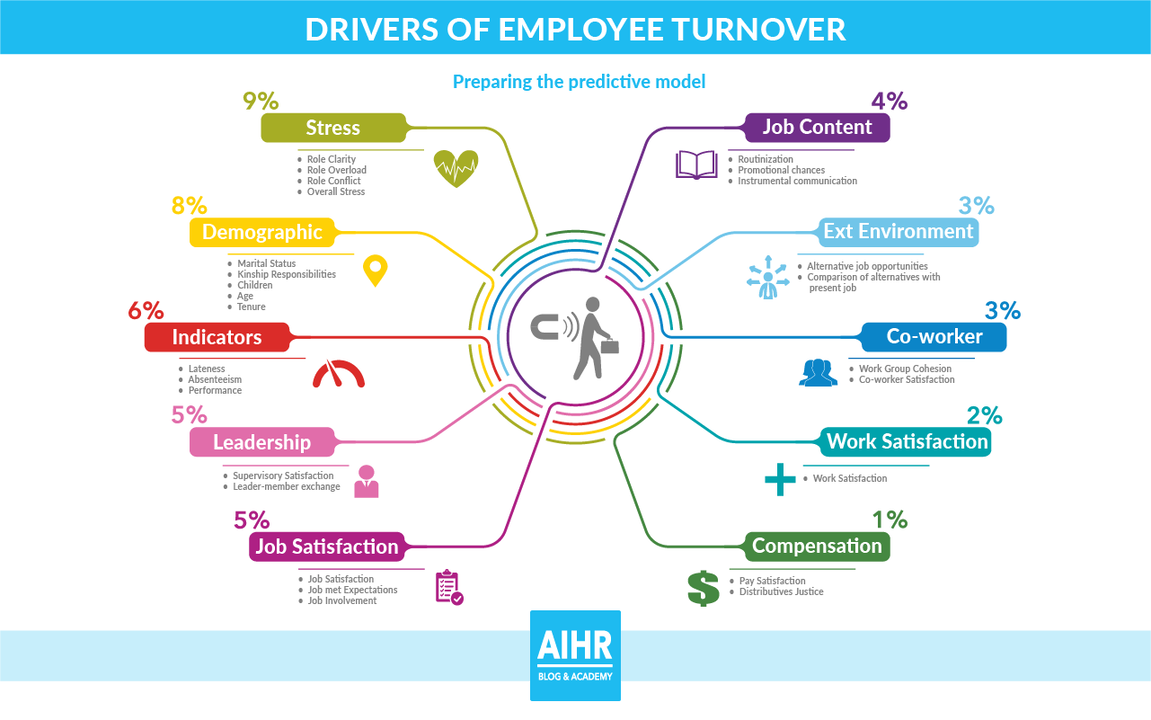 DRIVERS OF EMPLOYEE TURNOVER
Preparing the predictive model
9%
Stress
• Role Clarity
• Role Overload
• Role Conflict
• Overall Stress
8%
Demographic
• Marital Status
• Kinship Responsibilities
• Children
• Age
• Tenure
6%
Indicators
• Lateness
• Absenteeism
• Performance
5%
Leadership
• Supervisory Satisfaction
• Leader-member exchange
5%
Job Satisfaction
• Job Satisfaction
• Job met Expectations
• Job Involvement
4%
Job Content
• Routinization
• Promotional chances
• Instrumental communication
3%
Ext Environment
• Alternative job opportunities
• Comparison of alternatives with
present job
3%
Co-worker
• Work Group Cohesion
• Co-worker Satisfaction
2%
Work Satisfaction
• Work Satisfaction
1%
Compensation
$
• Pay Satisfaction
• Distributives Justice
AIHR
BLOG & ACADEMY